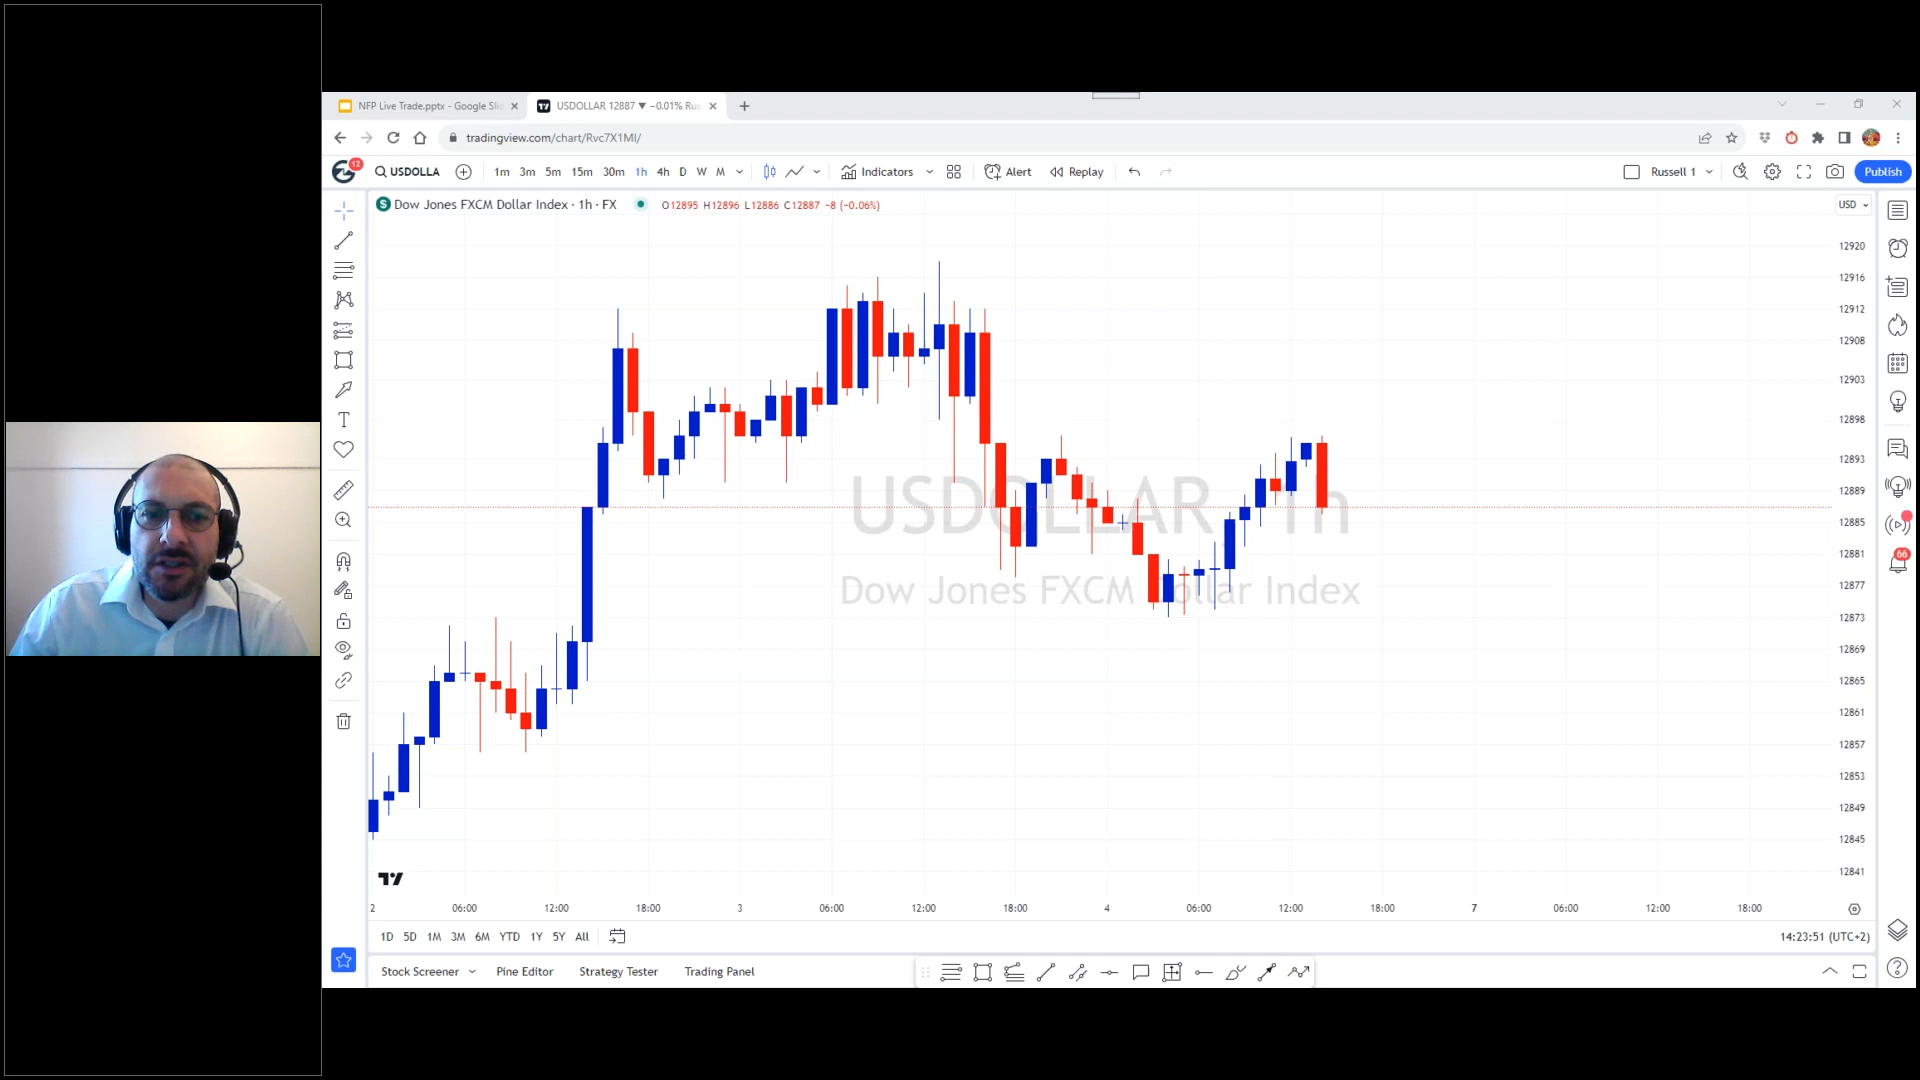 NFP Live Trade.pptx - Google Sli
USDOLLAR 12887 ▼ −0.01% Rus
tradingview.com/chart/Rvc7X1Ml/
12
USDOLLA
1m 3m 5m 15m 30m 1h 4h D W M
Indicators
Alert
Replay
Russell 1
Publish
Dow Jones FXCM Dollar Index · 1h · FX
O12895 H12896 L12886 C12887 −8 (−0.06%)
USD
12920
12916
12912
12908
12903
12898
12893
12889
12885
12881
12877
12873
12869
12865
12861
12857
12853
12849
12845
12841
USDOLLAR, 1h
Dow Jones FXCM Dollar Index
66
2 06:00 12:00 18:00 3 06:00 12:00 18:00 4 06:00 12:00 18:00 7 06:00 12:00 18:00
1D 5D 1M 3M 6M YTD 1Y 5Y All
14:23:51 (UTC+2)
Stock Screener Pine Editor Strategy Tester Trading Panel